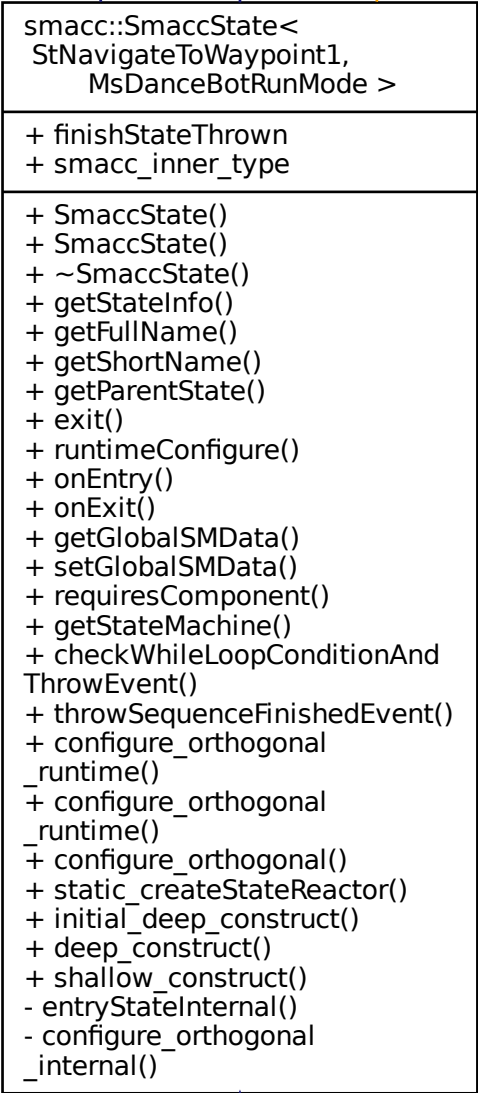 smacc::SmaccState<
StNavigateToWaypoint1,
MsDanceBotRunMode >
+ finishStateThrown
+ smacc_inner_type
+ SmaccState()
+ SmaccState()
+ ~SmaccState()
+ getStateInfo()
+ getFullName()
+ getShortName()
+ getParentState()
+ exit()
+ runtimeConfigure()
+ onEntry()
+ onExit()
+ getGlobalSMData()
+ setGlobalSMData()
+ requiresComponent()
+ getStateMachine()
+ checkWhileLoopConditionAnd
ThrowEvent()
+ throwSequenceFinishedEvent()
+ configure_orthogonal
_runtime()
+ configure_orthogonal
_runtime()
+ configure_orthogonal()
+ static_createStateReactor()
+ initial_deep_construct()
+ deep_construct()
+ shallow_construct()
- entryStateInternal()
- configure_orthogonal
_internal()